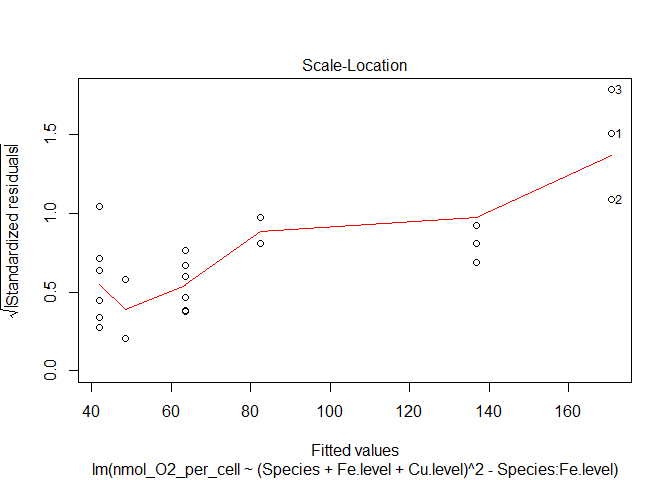 Scale-Location
√|Standardized residuals|
1.5
1.0
0.5
0.0
3
1
2
40 60 80 100 120 140 160
Fitted values
lm(nmol_O2_per_cell ~ (Species + Fe.level + Cu.level)^2 - Species:Fe.level)